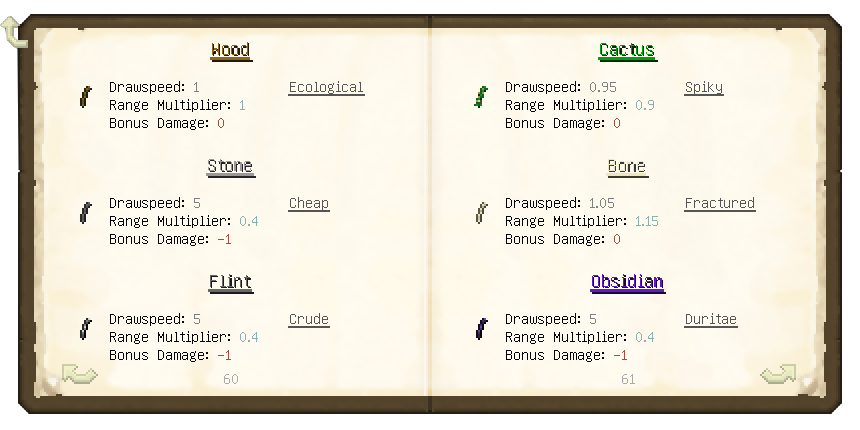 Wood
Drawspeed: 1
Ecological
Range Multiplier: 1
Bonus Damage: 0
Stone
Drawspeed: 5
Cheap
Range Multiplier: 0.4
Bonus Damage: -1
Flint
Drawspeed: 5
Crude
Range Multiplier: 0.4
Bonus Damage: -1
60
Cactus
Drawspeed: 0.95
Spiky
Range Multiplier: 0.9
Bonus Damage: 0
Bone
Drawspeed: 1.05
Fractured
Range Multiplier: 1.15
Bonus Damage: 0
Obsidian
Drawspeed: 5
Duritae
Range Multiplier: 0.4
Bonus Damage: -1
61